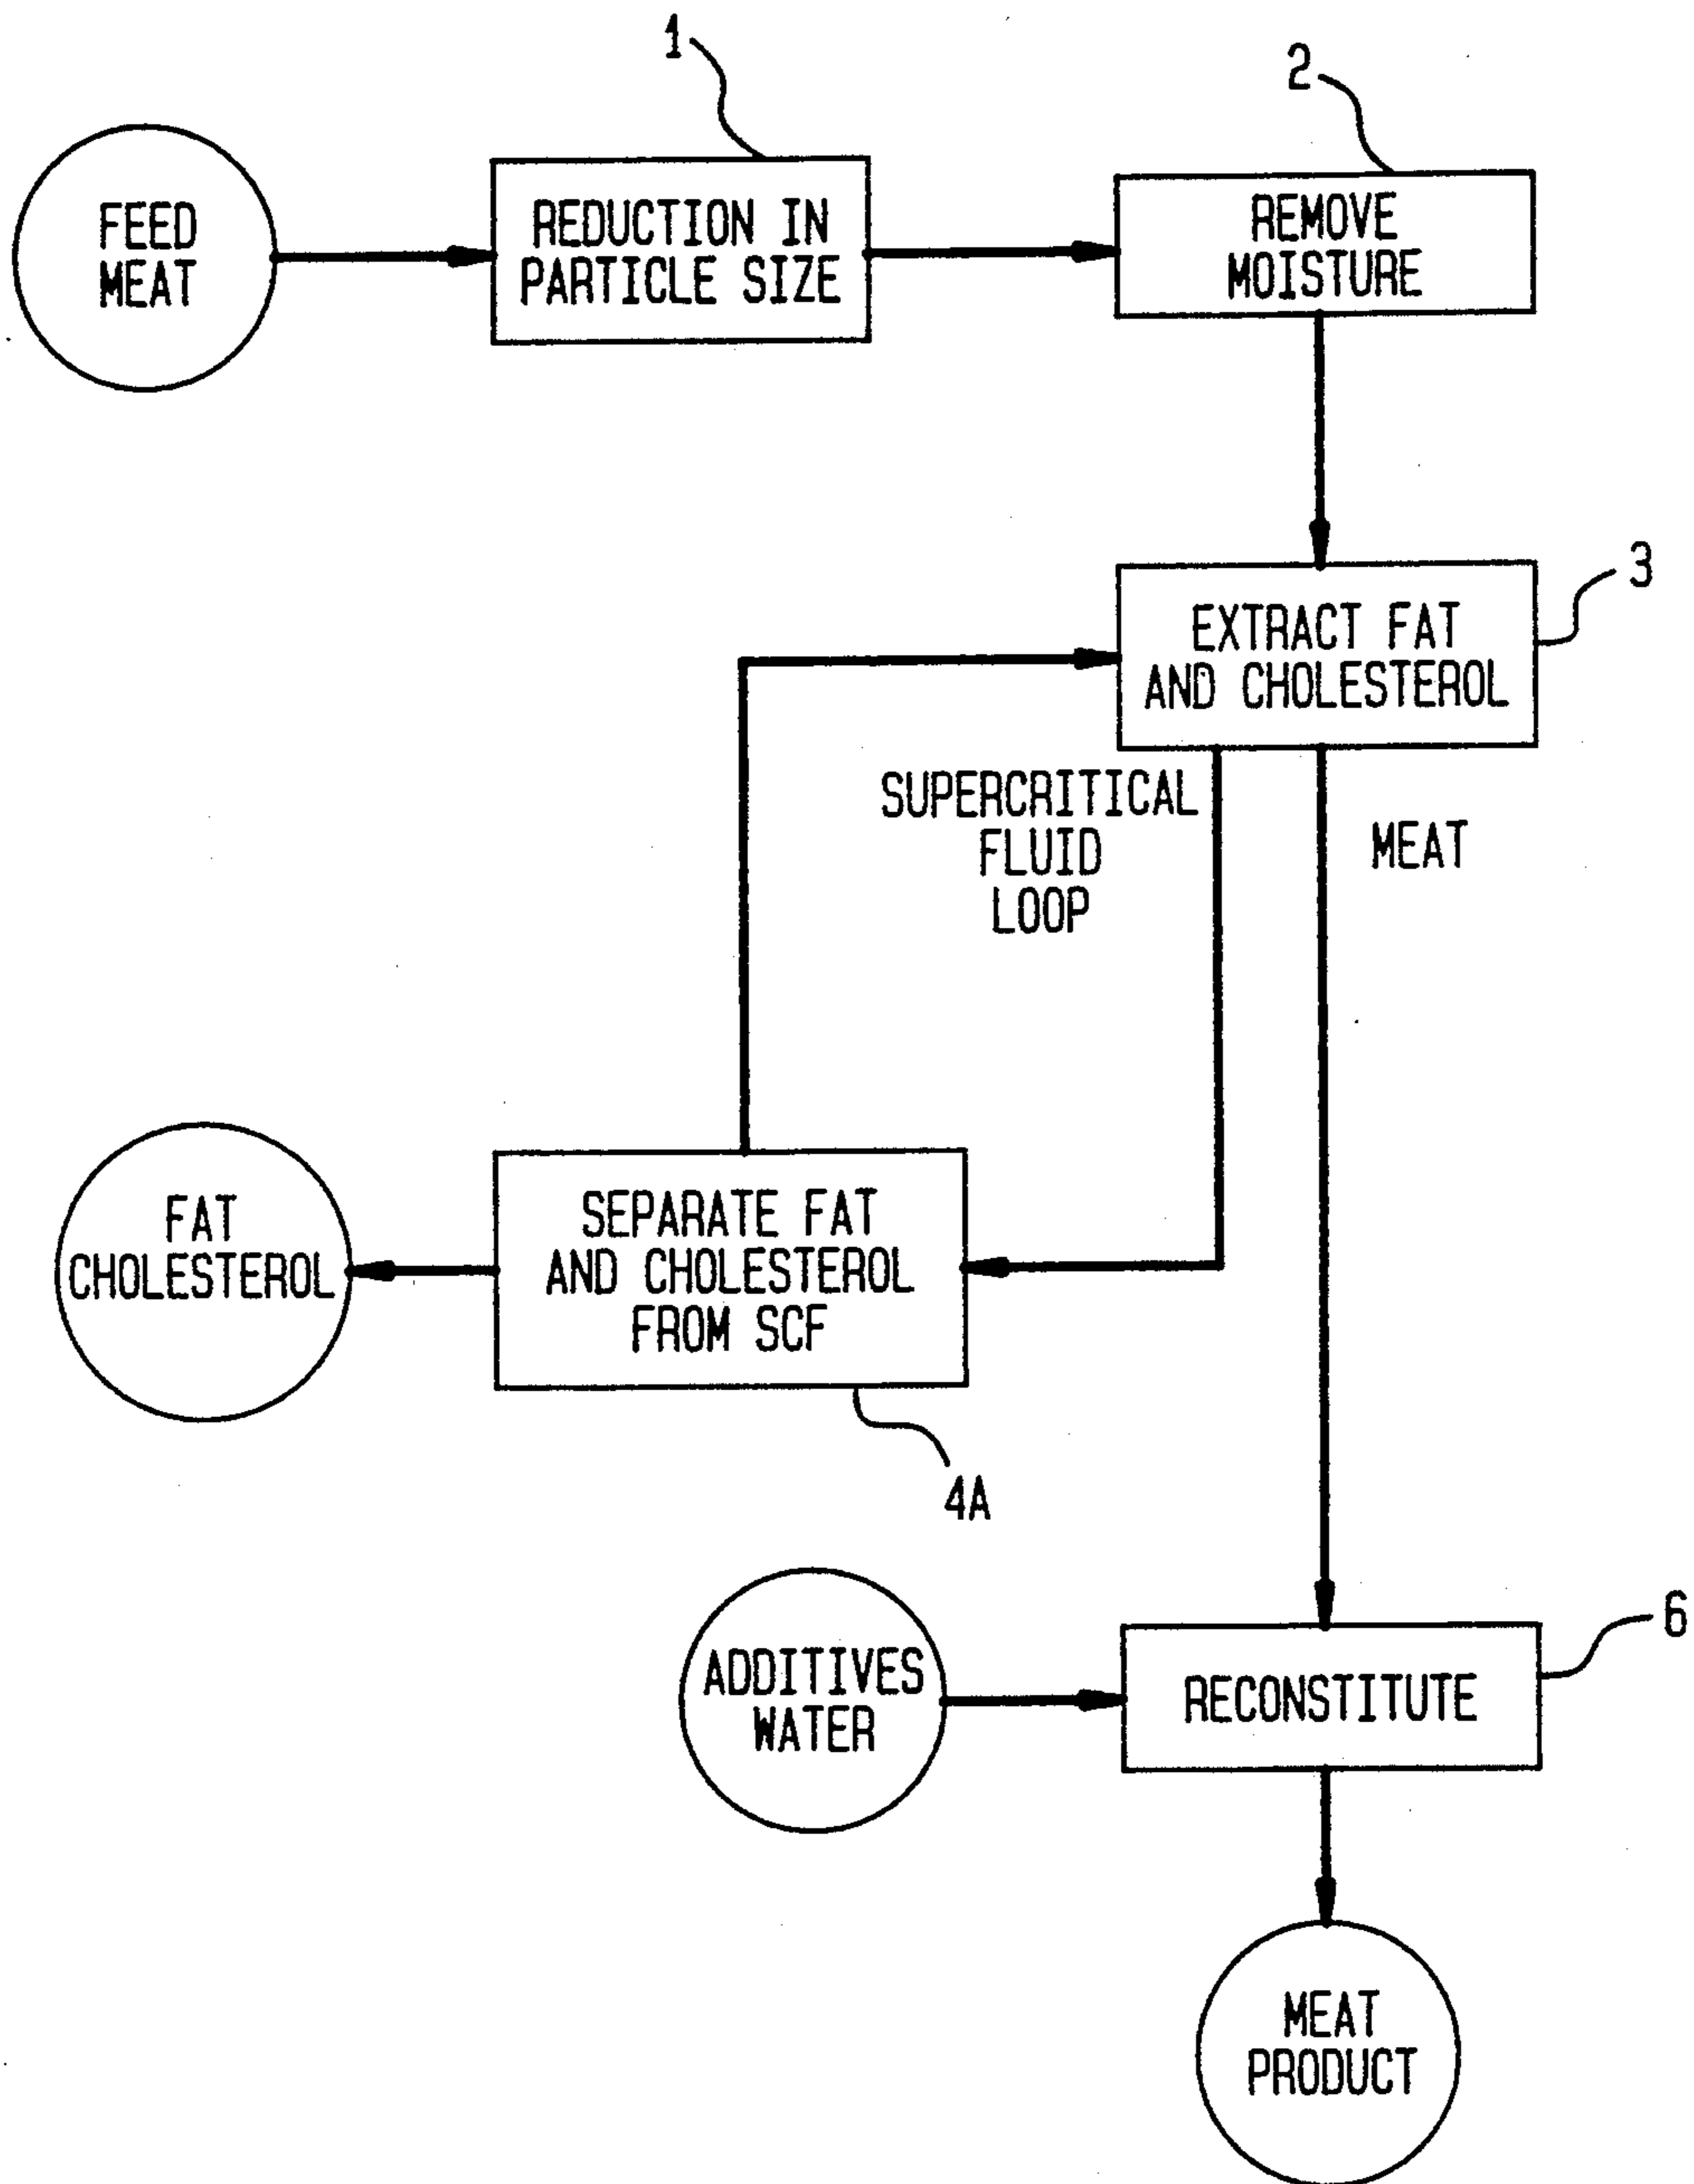 1
2
FEED
MEAT
REDUCTION IN
PARTICLE SIZE
REMOVE
MOISTURE
3
EXTRACT FAT
AND CHOLESTEROL
SUPERCRITICAL
FLUID
LOOP
MEAT
FAT
CHOLESTEROL
SEPARATE FAT
AND CHOLESTEROL
FROM SCF
4A
ADDITIVES
WATER
6
RECONSTITUTE
MEAT
PRODUCT